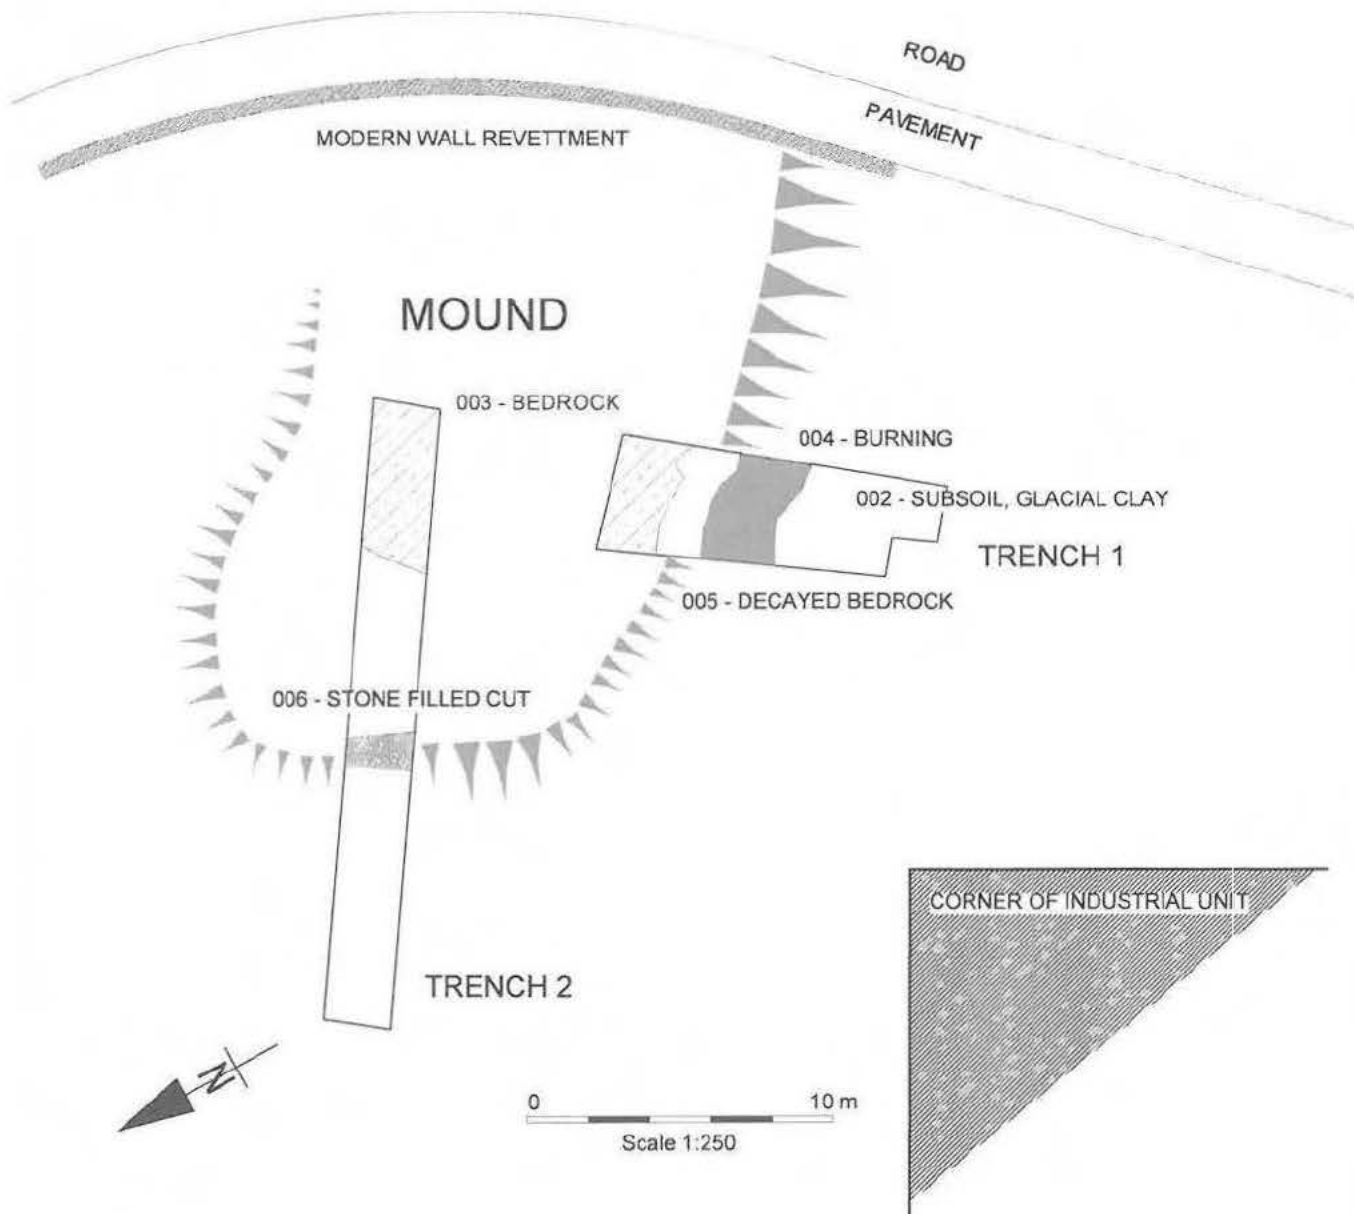 ROAD
PAVEMENT
MODERN WALL REVETTMENT
MOUND
003 - BEDROCK
004 - BURNING
002 - SUBSOIL, GLACIAL CLAY
TRENCH 1
005 - DECAYED BEDROCK
006 - STONE FILLED CUT
CORNER OF INDUSTRIAL UNIT
TRENCH 2
N
0 10 m
Scale 1:250